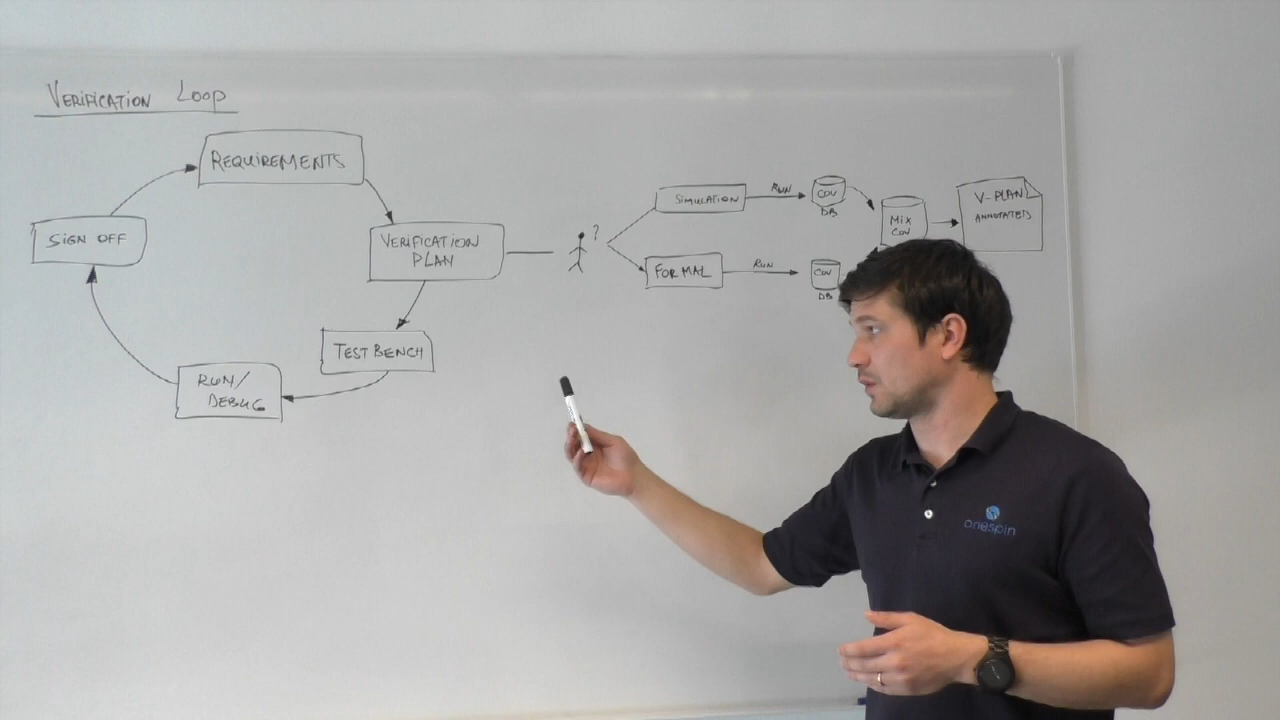 VERIFICATION LOOP
REQUIREMENTS
SIGN OFF
VERIFICATION
PLAN
TEST BENCH
RUN/
DEBUG
?
SIMULATION
RUN
COV
DB
FORMAL
RUN
COV
DB
MIX
COV
V-PLAN
ANNOTATED
onespin